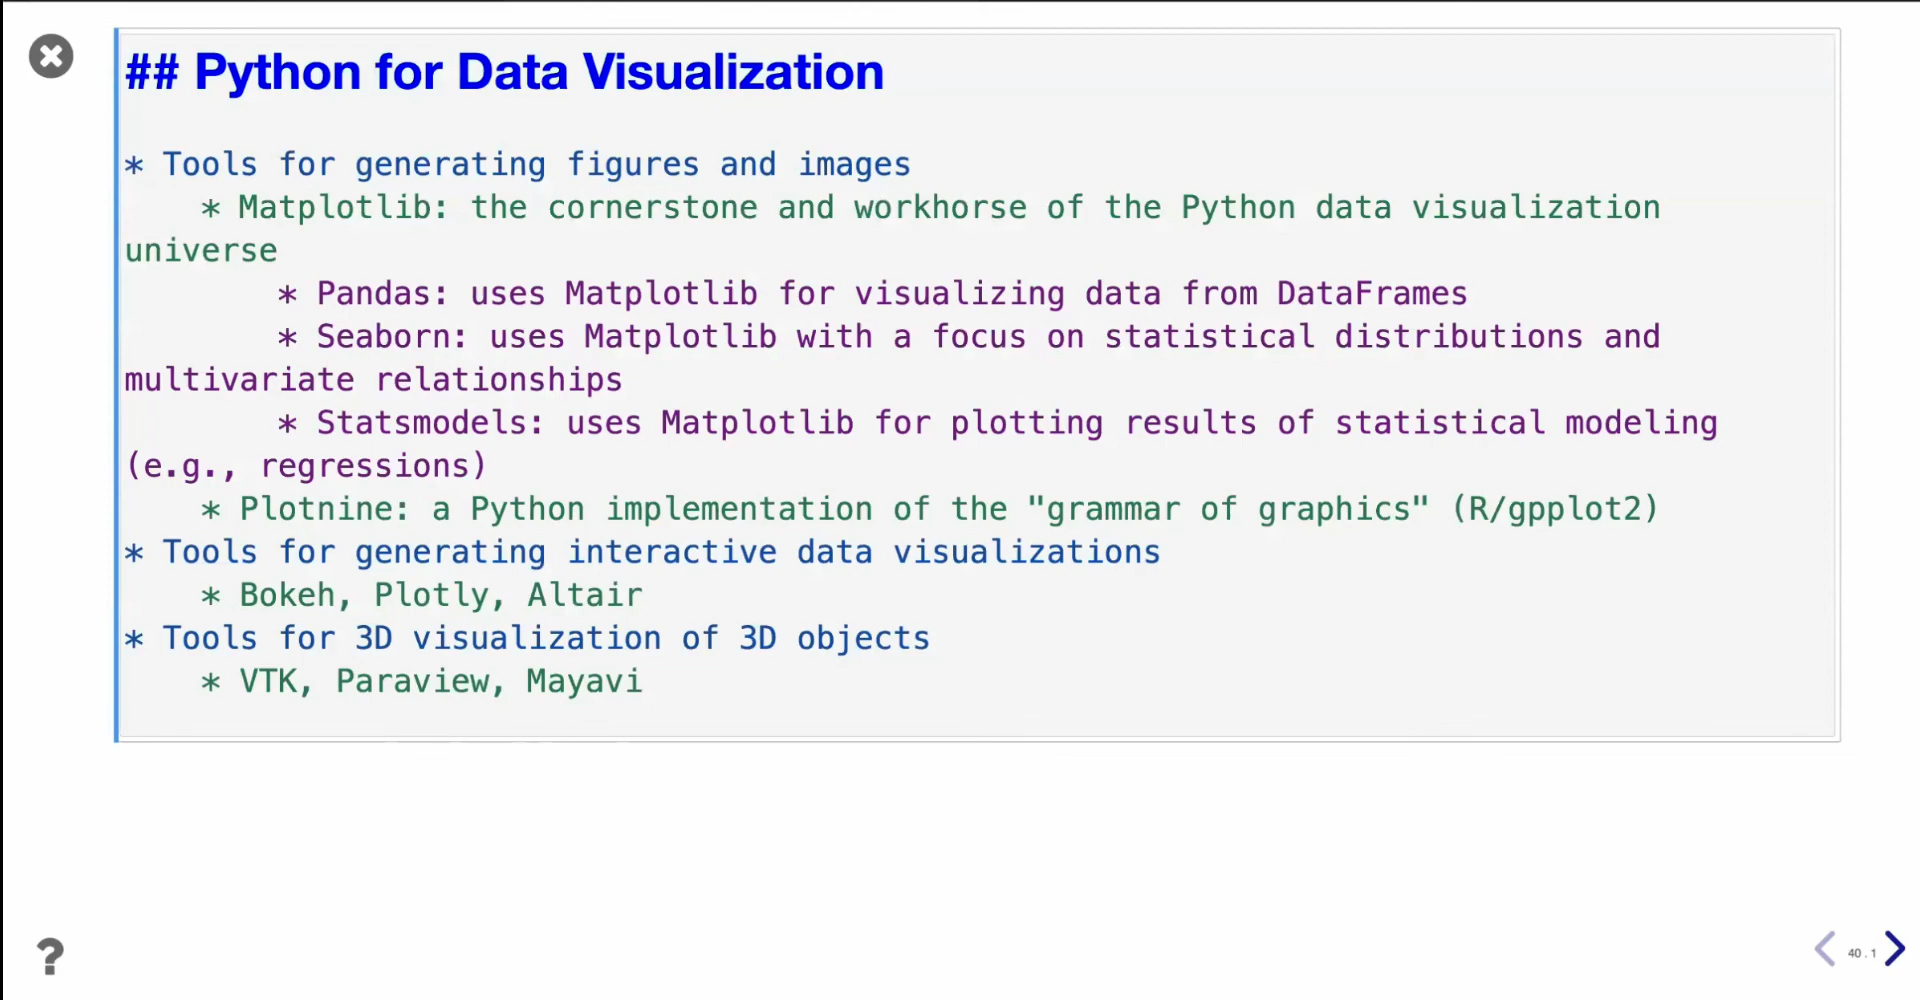 ## Python for Data Visualization
* Tools for generating figures and images
* Matplotlib: the cornerstone and workhorse of the Python data visualization
universe
* Pandas: uses Matplotlib for visualizing data from DataFrames
* Seaborn: uses Matplotlib with a focus on statistical distributions and
multivariate relationships
* Statsmodels: uses Matplotlib for plotting results of statistical modeling
(e.g., regressions)
* Plotnine: a Python implementation of the "grammar of graphics" (R/gpplot2)
* Tools for generating interactive data visualizations
* Bokeh, Plotly, Altair
* Tools for 3D visualization of 3D objects
* VTK, Paraview, Mayavi
?
40.1